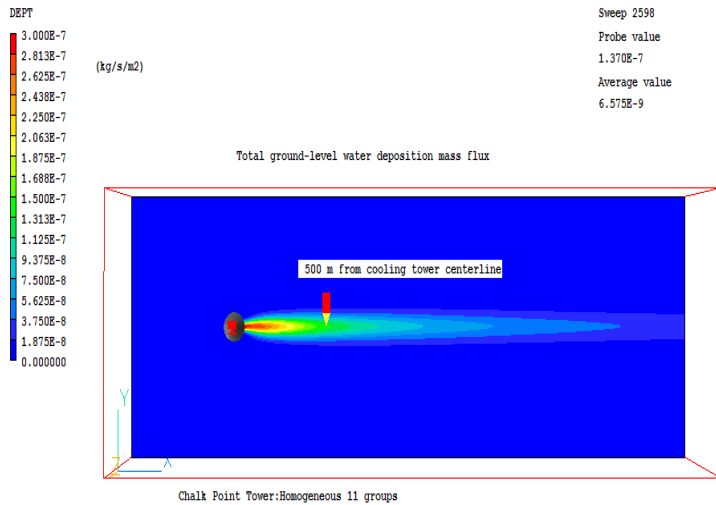 DEPT
3.000E-7
2.813E-7
2.625E-7
2.438E-7
2.250E-7
2.063E-7
1.875E-7
1.688E-7
1.500E-7
1.313E-7
1.125E-7
9.375E-8
7.500E-8
5.625E-8
3.750E-8
1.875E-8
0.000000
(kg/s/m2)
Sweep 2598
Probe value
1.370E-7
Average value
6.575E-9
Total ground-level water deposition mass flux
500 m from cooling tower centerline
Y
Z
X
Chalk Point Tower:Homogeneous 11 groups